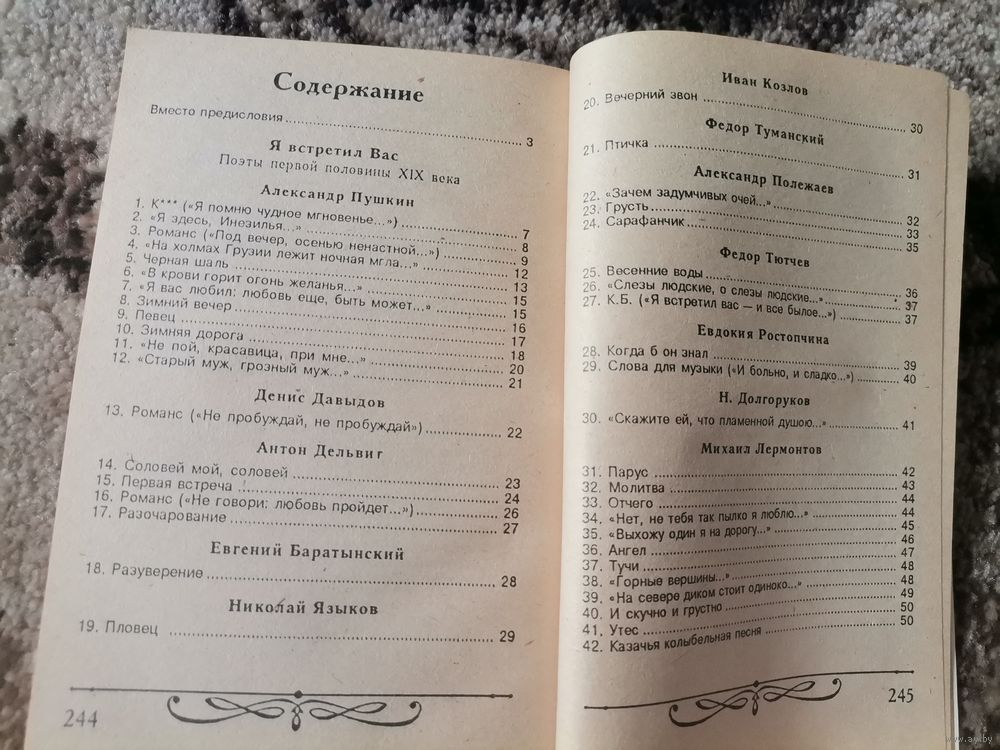 Содержание
Вместо предисловия 3
Я встретил Вас
Поэты первой половины XIX века
Александр Пушкин
1. К*** («Я помню чудное мгновенье...») 7
2. «Я здесь, Инезилья...» 8
3. Романс («Под вечер, осенью ненастной...») 9
4. «На холмах Грузии лежит ночная мгла...» 12
5. Черная шаль 13
6. «В крови горит огонь желанья...» 15
7. «Я вас любил: любовь еще, быть может...» 15
8. Зимний вечер 16
9. Певец 17
10. Зимняя дорога 18
11. «Не пой, красавица, при мне...» 20
12. «Старый муж, грозный муж...» 21
Денис Давыдов
13. Романс («Не пробуждай, не пробуждай») 22
Антон Дельвиг
14. Соловей мой, соловей 23
15. Первая встреча 24
16. Романс («Не говори: любовь пройдет...») 26
17. Разочарование 27
Евгений Баратынский
18. Разуверение 28
Николай Языков
19. Пловец 29
244
Иван Козлов
20. Вечерний звон 30
Федор Туманский
21. Птичка 31
Александр Полежаев
22. «Зачем задумчивых очей...» 32
23. Грусть 33
24. Сарафанчик 35
Федор Тютчев
25. Весенние воды 36
26. «Слезы людские, о слезы людские...» 37
27. К.Б. («Я встретил вас — и все былое...») 37
Евдокия Ростопчина
28. Когда б он знал 39
29. Слова для музыки («И больно, и сладко...») 40
Н. Долгоруков
30. «Скажите ей, что пламенной душою...» 41
Михаил Лермонтов
31. Парус 42
32. Молитва 43
33. Отчего 44
34. «Нет, не тебя так пылко я люблю...» 44
35. «Выхожу один я на дорогу...» 45
36. Ангел 46
37. Тучи 47
38. «Горные вершины...» 48
39. «На севере диком стоит одиноко...» 48
40. И скучно и грустно 49
41. Утес 50
42. Казачья колыбельная песня 50
245
www.ay.by